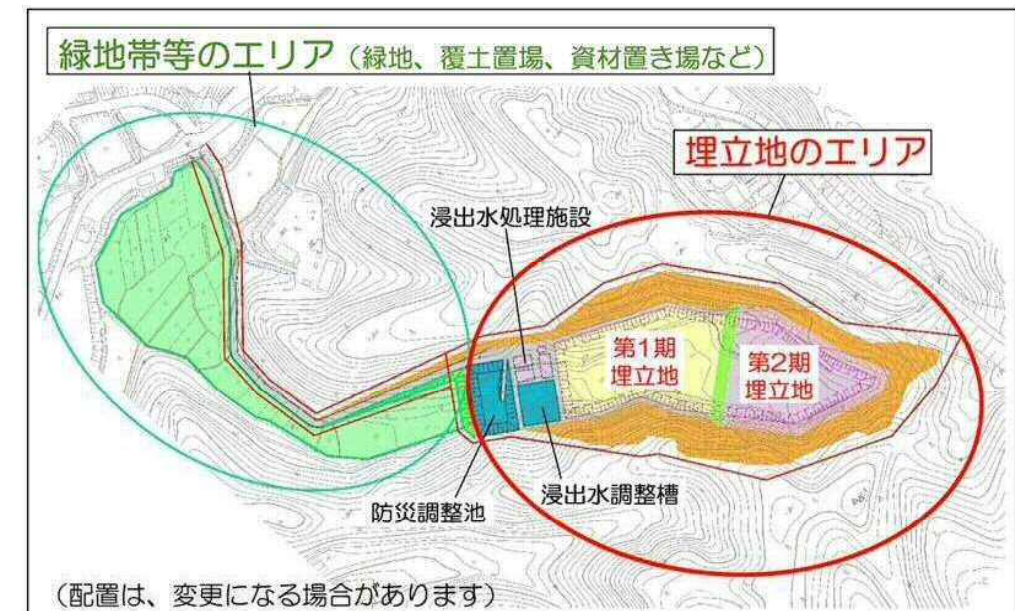 緑地帯等のエリア（緑地、覆土置場、資材置き場など）
埋立地のエリア
浸出水処理施設
第1期
埋立地
第2期
埋立地
浸出水調整槽
防災調整池
（配置は、変更になる場合があります）